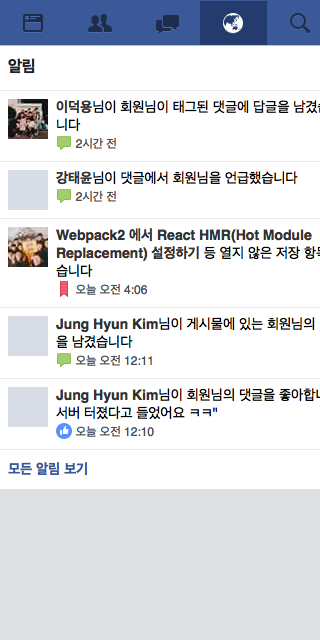 알림
이덕용님이 회원님이 태그된 댓글에 답글을 남겼습
니다
2시간 전
강태윤님이 댓글에서 회원님을 언급했습니다
2시간 전
Webpack2 에서 React HMR(Hot Module
Replacement) 설정하기 등 열지 않은 저장 항목
습니다
오늘 오전 4:06
Jung Hyun Kim님이 게시물에 있는 회원님의
을 남겼습니다
오늘 오전 12:11
Jung Hyun Kim님이 회원님의 댓글을 좋아합니
서버 터졌다고 들었어요 ㅋㅋ"
오늘 오전 12:10
모든 알림 보기